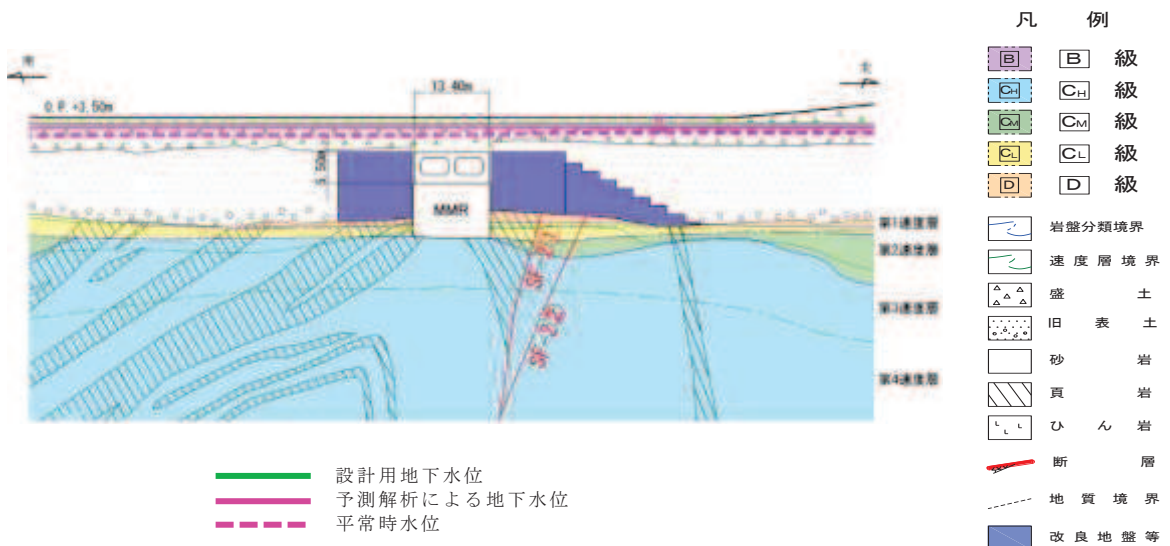 南
北
13.40m
O.P.+3.50m
5.50m
MMR
第1速度層
第2速度層
第3速度層
第4速度層
設計用地下水位
予測解析による地下水位
平常時水位
凡 例
B B 級
CH CH 級
CM CM 級
CL CL 級
D D 級
岩盤分類境界
速度層境界
盛 土
旧 表 土
砂 岩
頁 岩
ひ ん 岩
断 層
地 質 境 界
改 良 地 盤 等